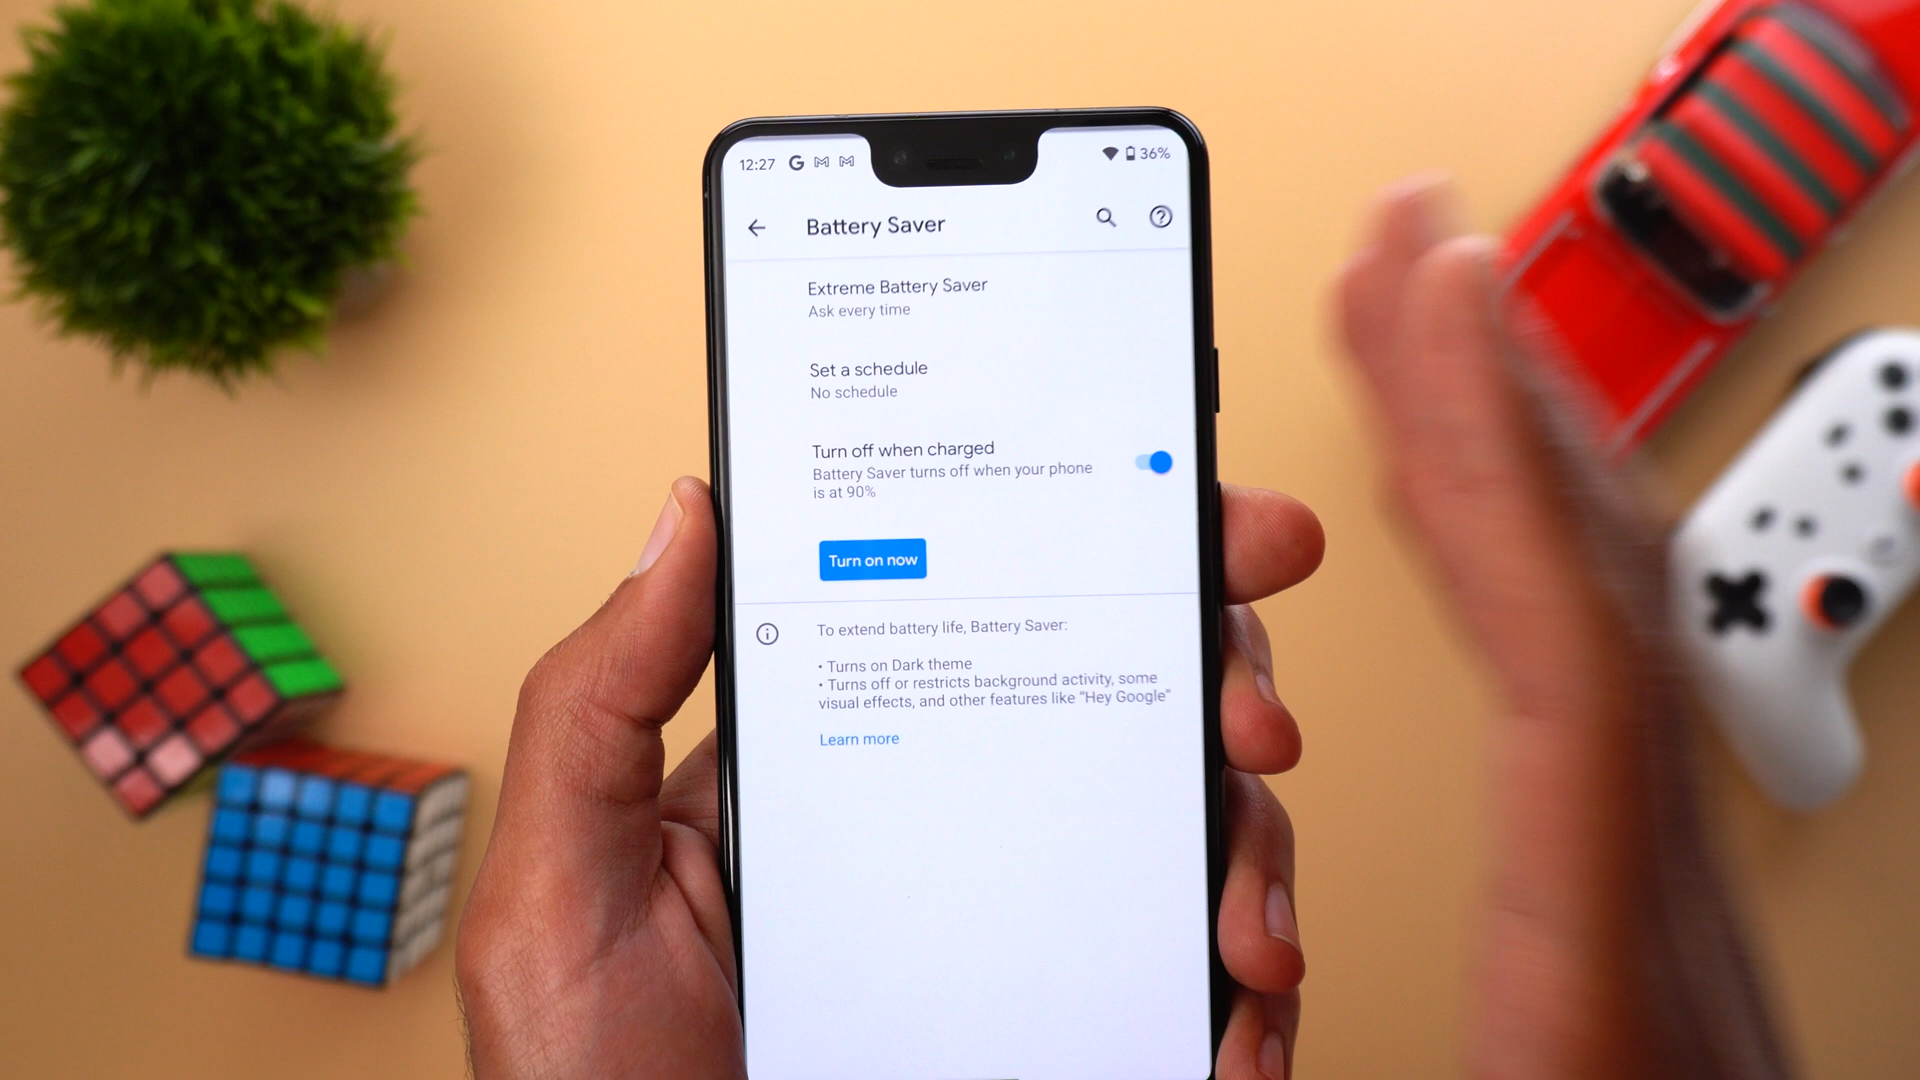 12:27 G 36%
Battery Saver
Extreme Battery Saver
Ask every time
Set a schedule
No schedule
Turn off when charged
Battery Saver turns off when your phone
is at 90%
Turn on now
To extend battery life, Battery Saver:
• Turns on Dark theme
• Turns off or restricts background activity, some
visual effects, and other features like “Hey Google”
Learn more